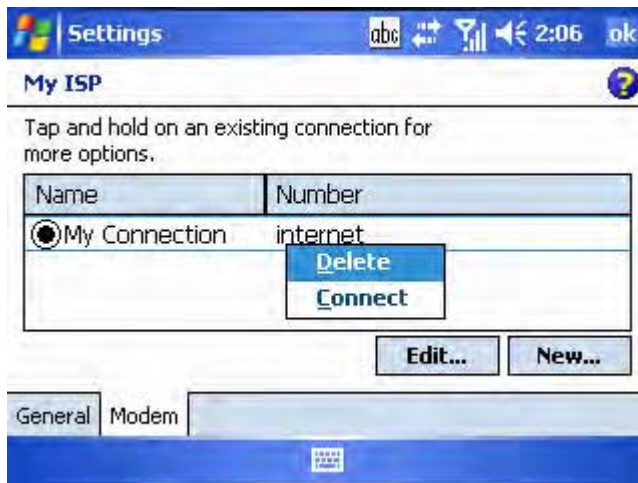 Settings abc 2:06 ok
My ISP ?
Tap and hold on an existing connection for
more options.
Name Number
My Connection internet
Delete
Connect
Edit... New...
General Modem